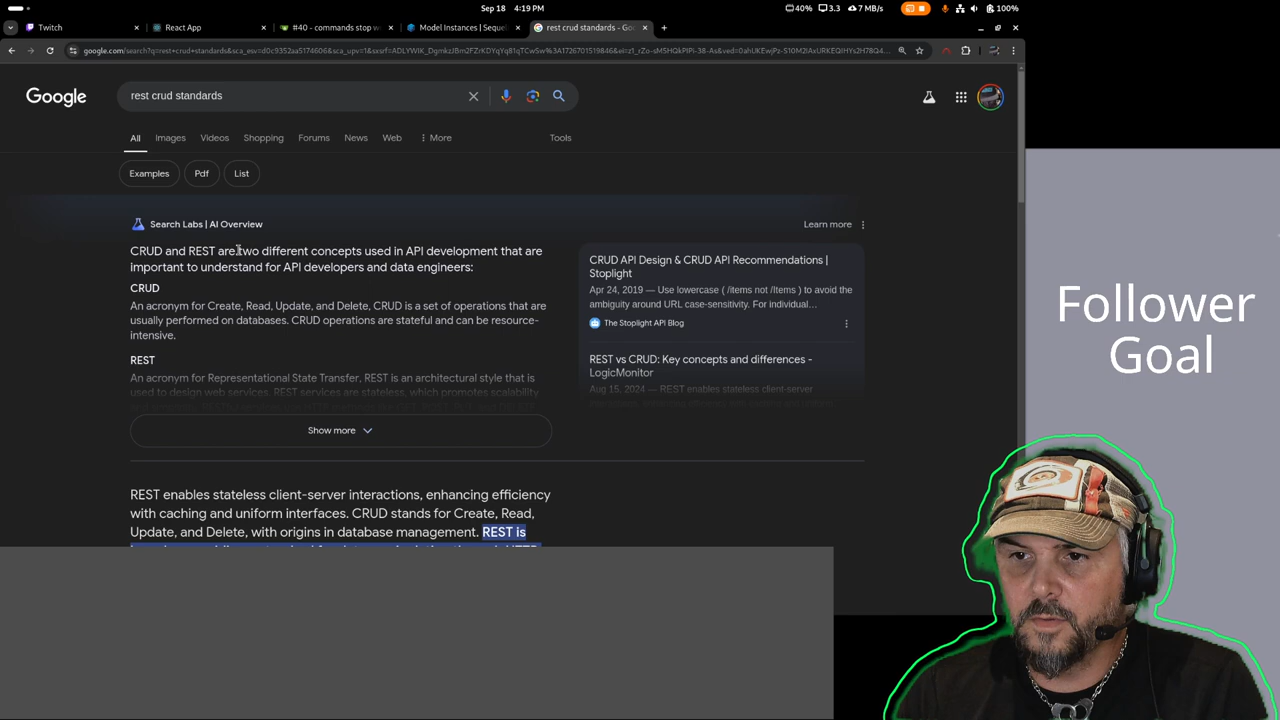 Sep 18 4:19 PM
40% 3.3 7 MB/s 100%
Twitch
React App
#40 - commands stop w
Model Instances | Seque
rest crud standards - Goo
Google
rest crud standards
All Images Videos Shopping Forums News Web More Tools
Examples Pdf List
Search Labs | AI Overview
Learn more
CRUD and REST are two different concepts used in API development that are
important to understand for API developers and data engineers:
CRUD
An acronym for Create, Read, Update, and Delete, CRUD is a set of operations that are
usually performed on databases. CRUD operations are stateful and can be resource-
intensive.
REST
An acronym for Representational State Transfer, REST is an architectural style that is
used to design web services. REST services are stateless, which promotes scalability
Show more
CRUD API Design & CRUD API Recommendations |
Stoplight
Apr 24, 2019 — Use lowercase ( /items not /Items ) to avoid the
ambiguity around URL case-sensitivity. For individual...
The Stoplight API Blog
REST vs CRUD: Key concepts and differences -
LogicMonitor
Aug 15, 2024 — REST enables stateless client-server
REST enables stateless client-server interactions, enhancing efficiency
with caching and uniform interfaces. CRUD stands for Create, Read,
Update, and Delete, with origins in database management. REST is
Follower
Goal